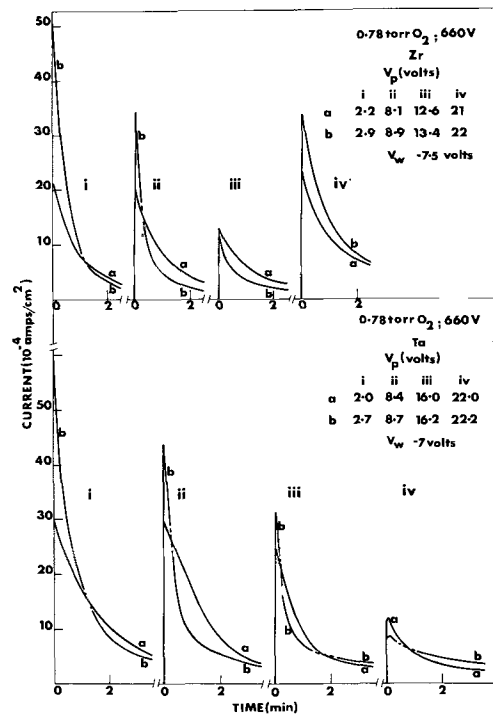 50
40
30
20
10
0.78 torr O2; 660V
Zr
Vp (volts)
i ii iii iv
a 2.2 8.1 12.6 21
b 2.9 8.9 13.4 22
Vw -7.5 volts
b
b
i
ii
iii
iv
a
b
a
b
a
b
b
a
0 2 0 2 0 2 0 2
CURRENT (10-4 amps/cm2)
0.78 torr O2; 660V
Ta
Vp (volts)
i ii iii iv
a 2.0 8.4 16.0 22.0
b 2.7 8.7 16.2 22.2
Vw -7 volts
50
40
30
20
10
b
b
b
i
ii
iii
iv
b
a
a
b
a
b
b
a
b
a
0 2 0 2 0 2 0 2
TIME (min)